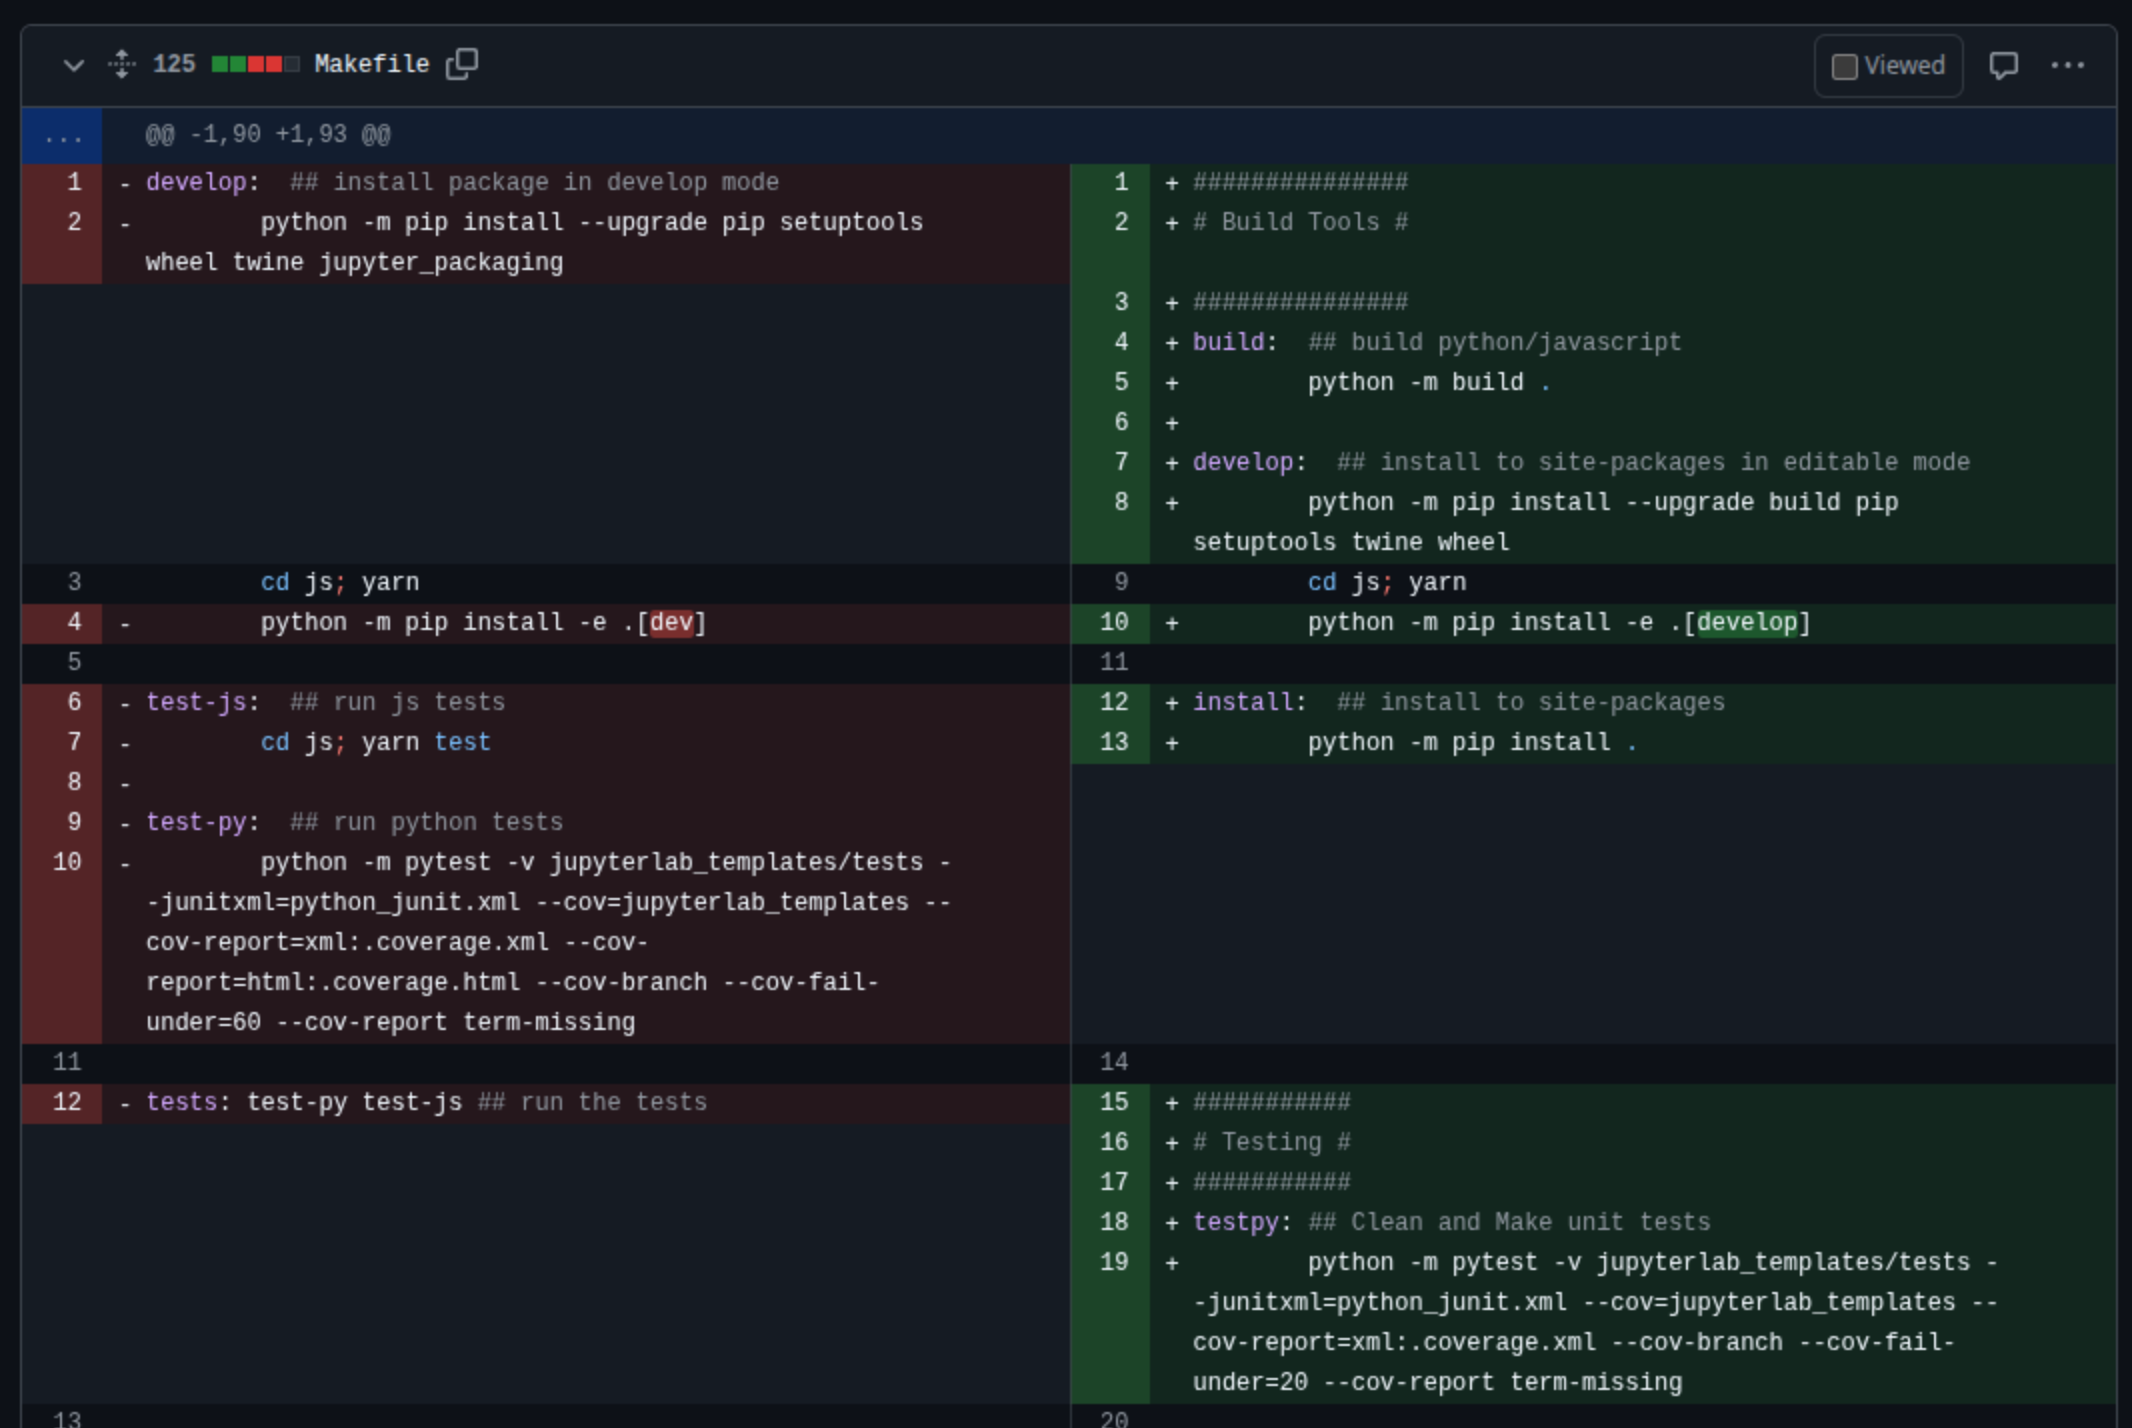 125 Makefile Viewed
... @@ -1,90 +1,93 @@
1 - develop:  ## install package in develop mode
2 -         python -m pip install --upgrade pip setuptools
wheel twine jupyter_packaging
3         cd js; yarn
4 -         python -m pip install -e .[dev]
5
6 - test-js:  ## run js tests
7 -         cd js; yarn test
8 -
9 - test-py:  ## run python tests
10 -         python -m pytest -v jupyterlab_templates/tests -
-junitxml=python_junit.xml --cov=jupyterlab_templates --
cov-report=xml:.coverage.xml --cov-
report=html:.coverage.html --cov-branch --cov-fail-
under=60 --cov-report term-missing
11
12 - tests: test-py test-js ## run the tests
13
1 + ###############
2 + # Build Tools #
3 + ###############
4 + build:  ## build python/javascript
5 +         python -m build .
6 +
7 + develop:  ## install to site-packages in editable mode
8 +         python -m pip install --upgrade build pip
setuptools twine wheel
9         cd js; yarn
10 +         python -m pip install -e .[develop]
11
12 + install:  ## install to site-packages
13 +         python -m pip install .
14
15 + ###########
16 + # Testing #
17 + ###########
18 + testpy: ## Clean and Make unit tests
19 +         python -m pytest -v jupyterlab_templates/tests -
-junitxml=python_junit.xml --cov=jupyterlab_templates --
cov-report=xml:.coverage.xml --cov-branch --cov-fail-
under=20 --cov-report term-missing
20